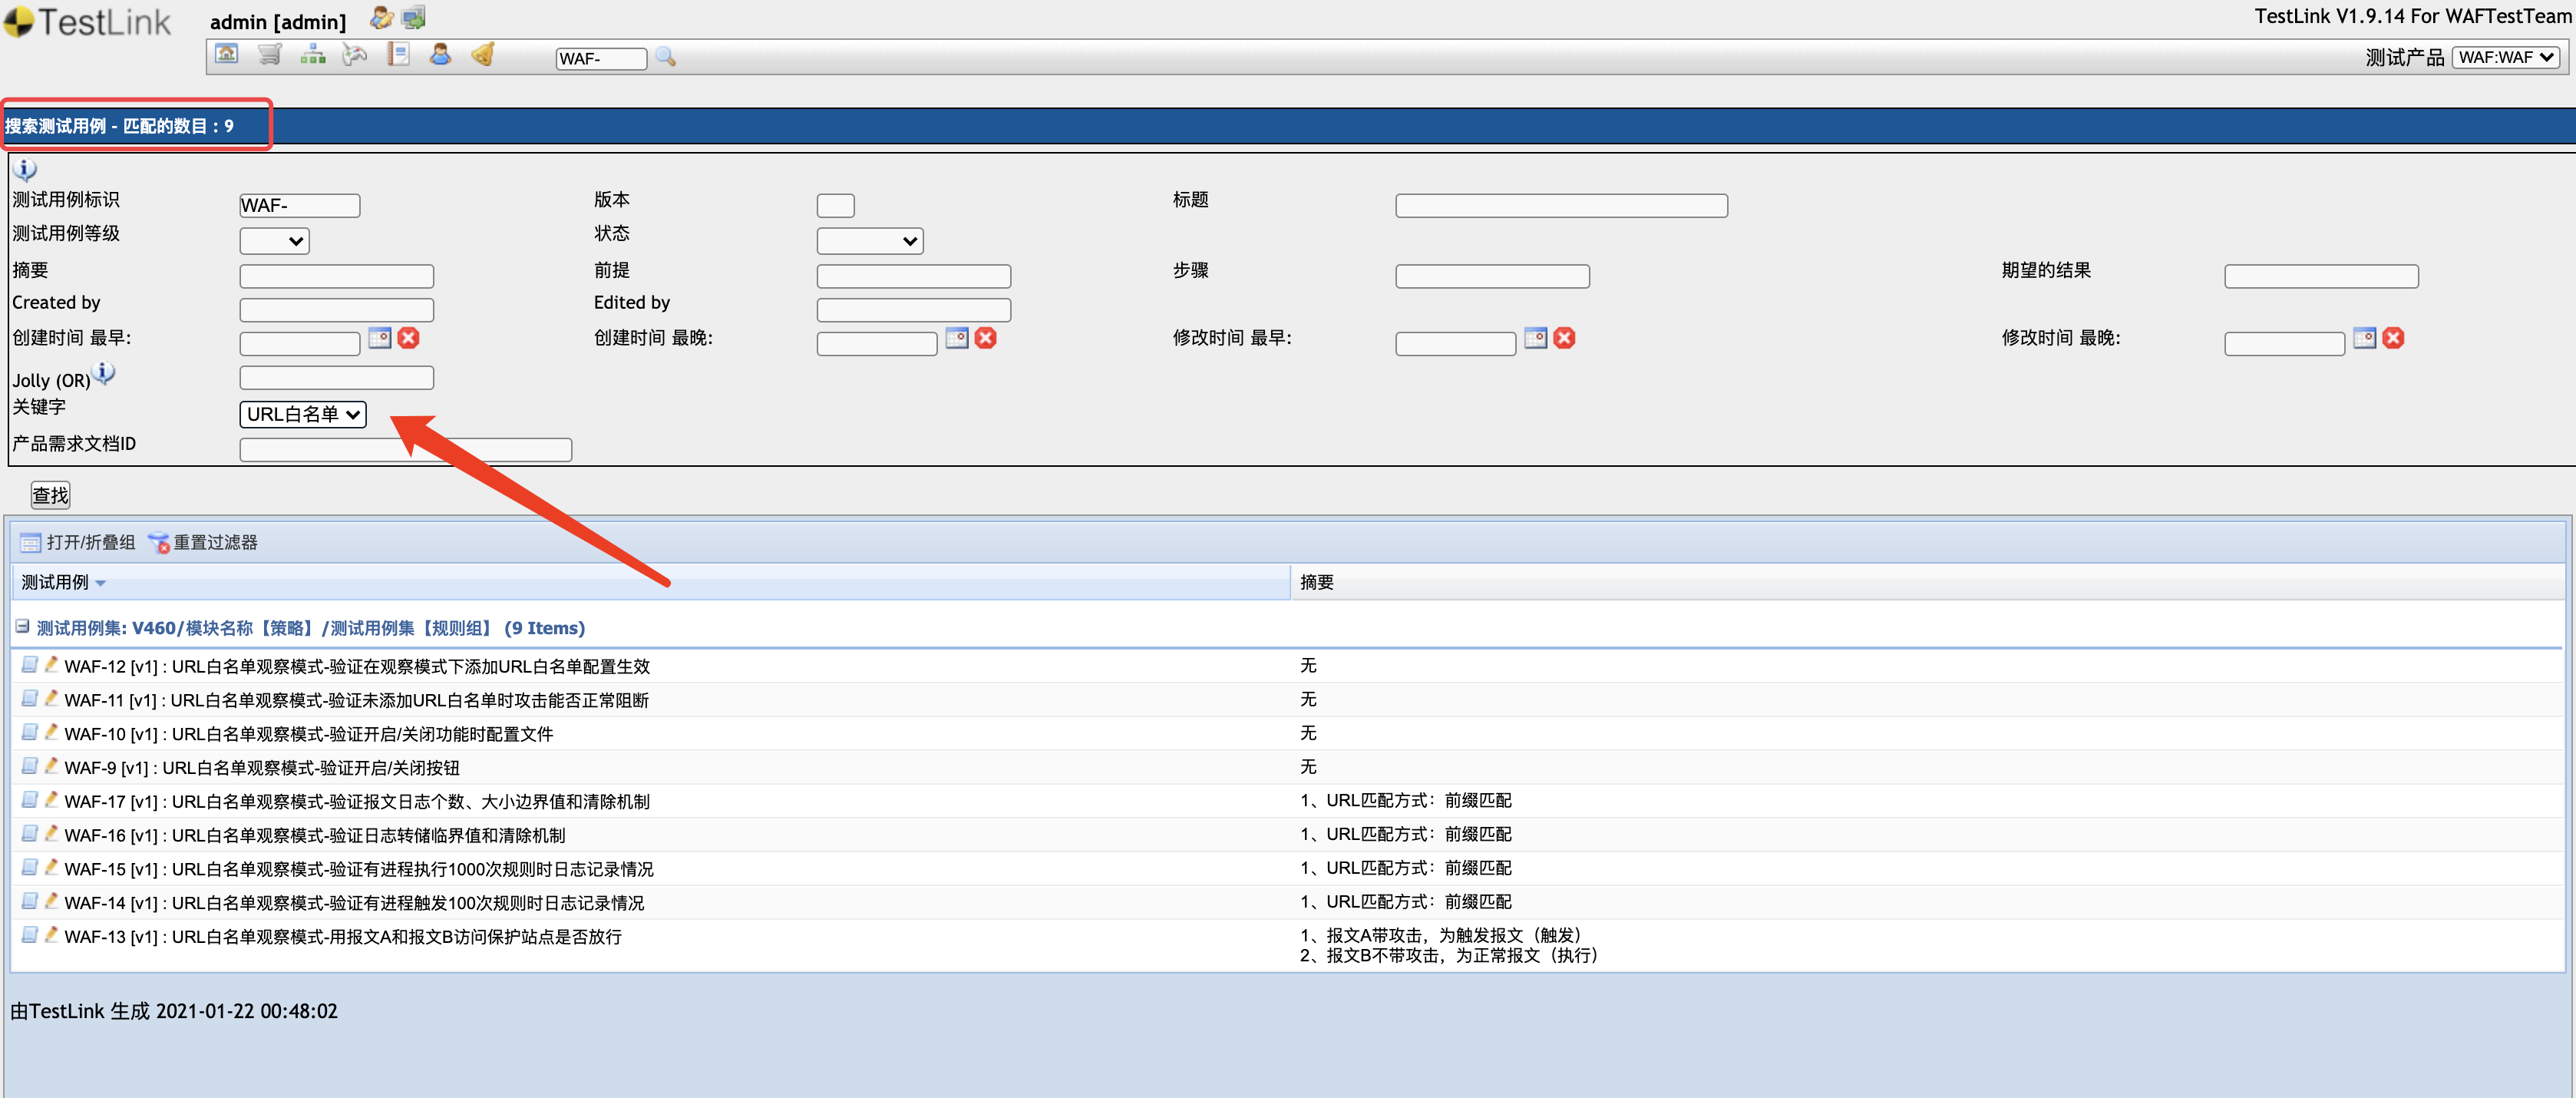 TestLink
admin [admin]
TestLink V1.9.14 For WAFTestTeam
WAF-
测试产品 WAF:WAF
搜索测试用例 - 匹配的数目 : 9
测试用例标识 WAF- 版本 标题
测试用例等级 状态
摘要 前提 步骤 期望的结果
Created by Edited by
创建时间 最早: 创建时间 最晚: 修改时间 最早: 修改时间 最晚:
Jolly (OR)
关键字 URL白名单
产品需求文档ID
查找
打开/折叠组 重置过滤器
测试用例 摘要
测试用例集: V460/模块名称【策略】/测试用例集【规则组】 (9 Items)
WAF-12 [v1] : URL白名单观察模式-验证在观察模式下添加URL白名单配置生效 无
WAF-11 [v1] : URL白名单观察模式-验证未添加URL白名单时攻击能否正常阻断 无
WAF-10 [v1] : URL白名单观察模式-验证开启/关闭功能时配置文件 无
WAF-9 [v1] : URL白名单观察模式-验证开启/关闭按钮 无
WAF-17 [v1] : URL白名单观察模式-验证报文日志个数、大小边界值和清除机制 1、URL匹配方式：前缀匹配
WAF-16 [v1] : URL白名单观察模式-验证日志转储临界值和清除机制 1、URL匹配方式：前缀匹配
WAF-15 [v1] : URL白名单观察模式-验证有进程执行1000次规则时日志记录情况 1、URL匹配方式：前缀匹配
WAF-14 [v1] : URL白名单观察模式-验证有进程触发100次规则时日志记录情况 1、URL匹配方式：前缀匹配
WAF-13 [v1] : URL白名单观察模式-用报文A和报文B访问保护站点是否放行 1、报文A带攻击，为触发报文（触发）
2、报文B不带攻击，为正常报文（执行）
由TestLink 生成 2021-01-22 00:48:02